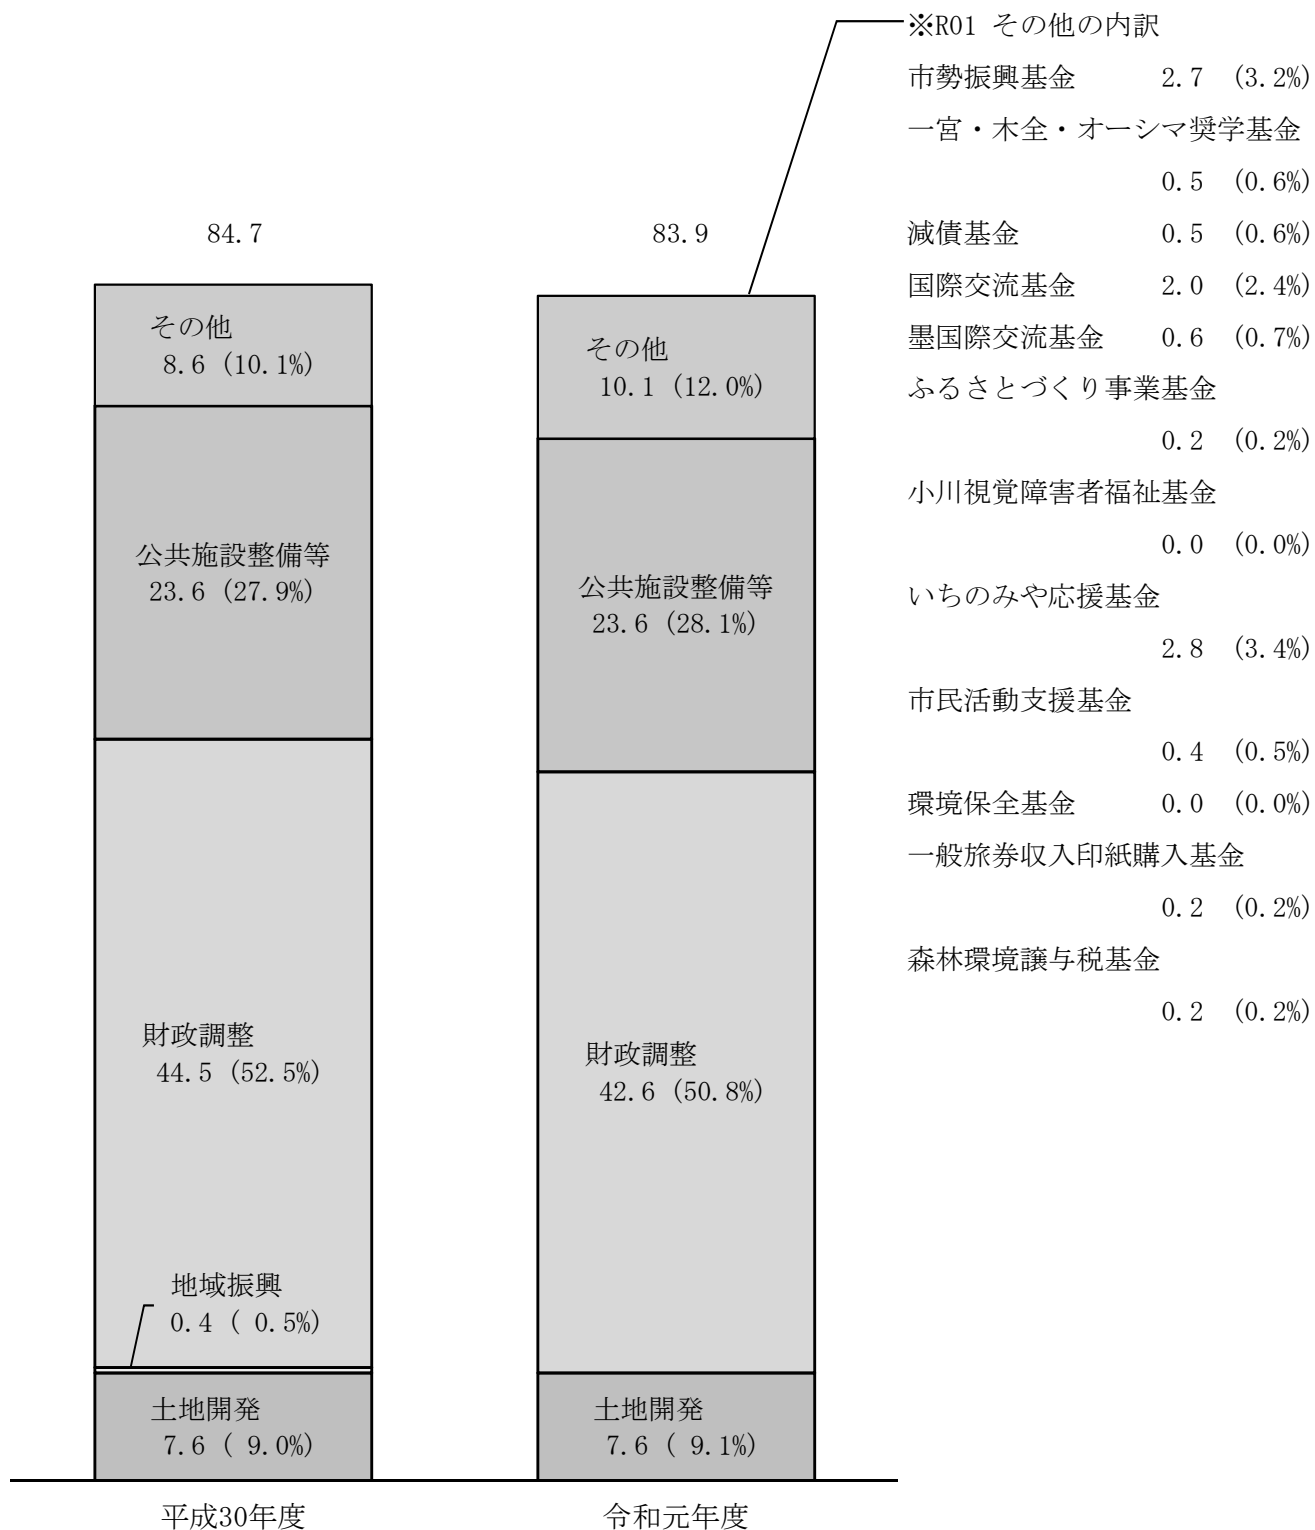 ※R01 その他の内訳
市勢振興基金 2.7 (3.2%)
一宮・木全・オーシマ奨学基金
0.5 (0.6%)
減債基金 0.5 (0.6%)
国際交流基金 2.0 (2.4%)
墨国際交流基金 0.6 (0.7%)
ふるさとづくり事業基金
0.2 (0.2%)
小川視覚障害者福祉基金
0.0 (0.0%)
いちのみや応援基金
2.8 (3.4%)
市民活動支援基金
0.4 (0.5%)
環境保全基金 0.0 (0.0%)
一般旅券収入印紙購入基金
0.2 (0.2%)
森林環境譲与税基金
0.2 (0.2%)
84.7
その他
8.6 (10.1%)
公共施設整備等
23.6 (27.9%)
財政調整
44.5 (52.5%)
地域振興
0.4 ( 0.5%)
土地開発
7.6 ( 9.0%)
平成30年度
83.9
その他
10.1 (12.0%)
公共施設整備等
23.6 (28.1%)
財政調整
42.6 (50.8%)
土地開発
7.6 ( 9.1%)
令和元年度